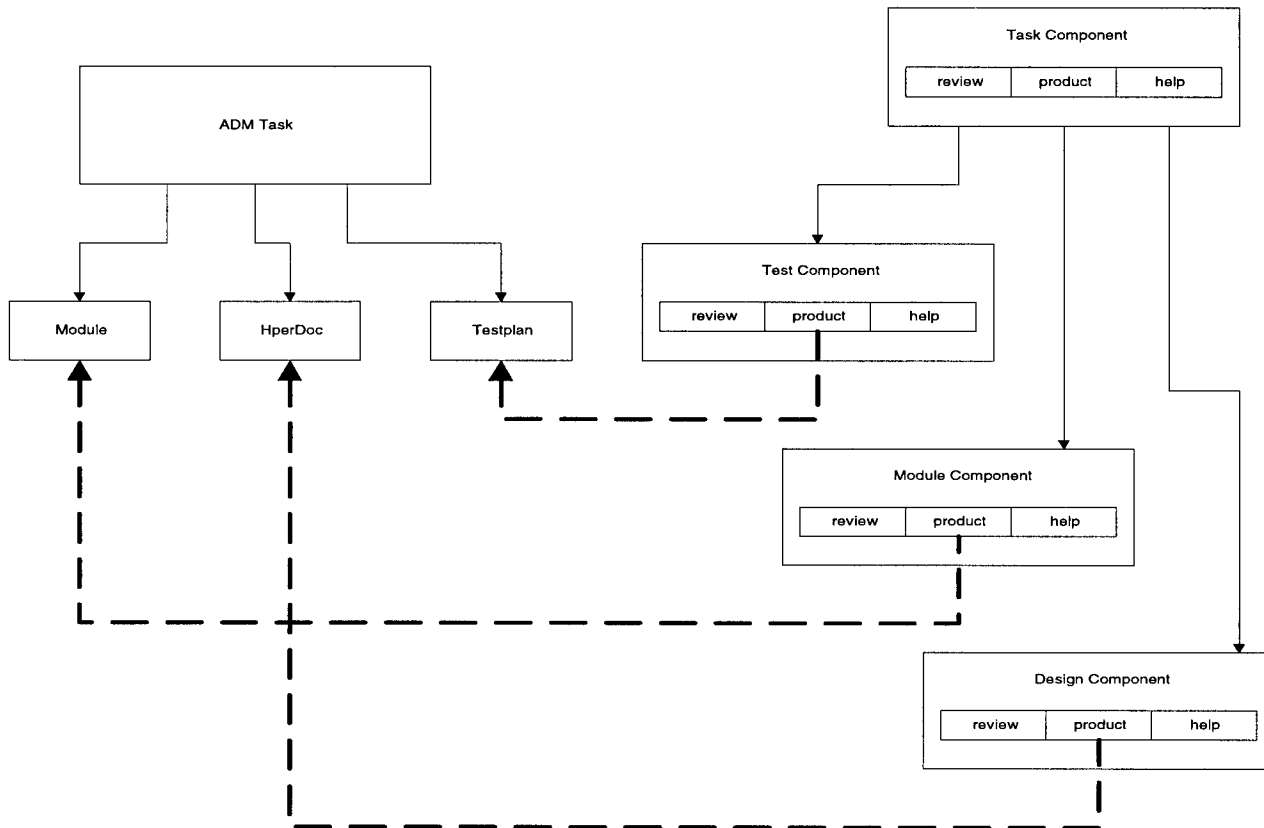 Task Component
review product help
ADM Task
Test Component
review product help
Module
HperDoc
Testplan
Module Component
review product help
Design Component
review product help